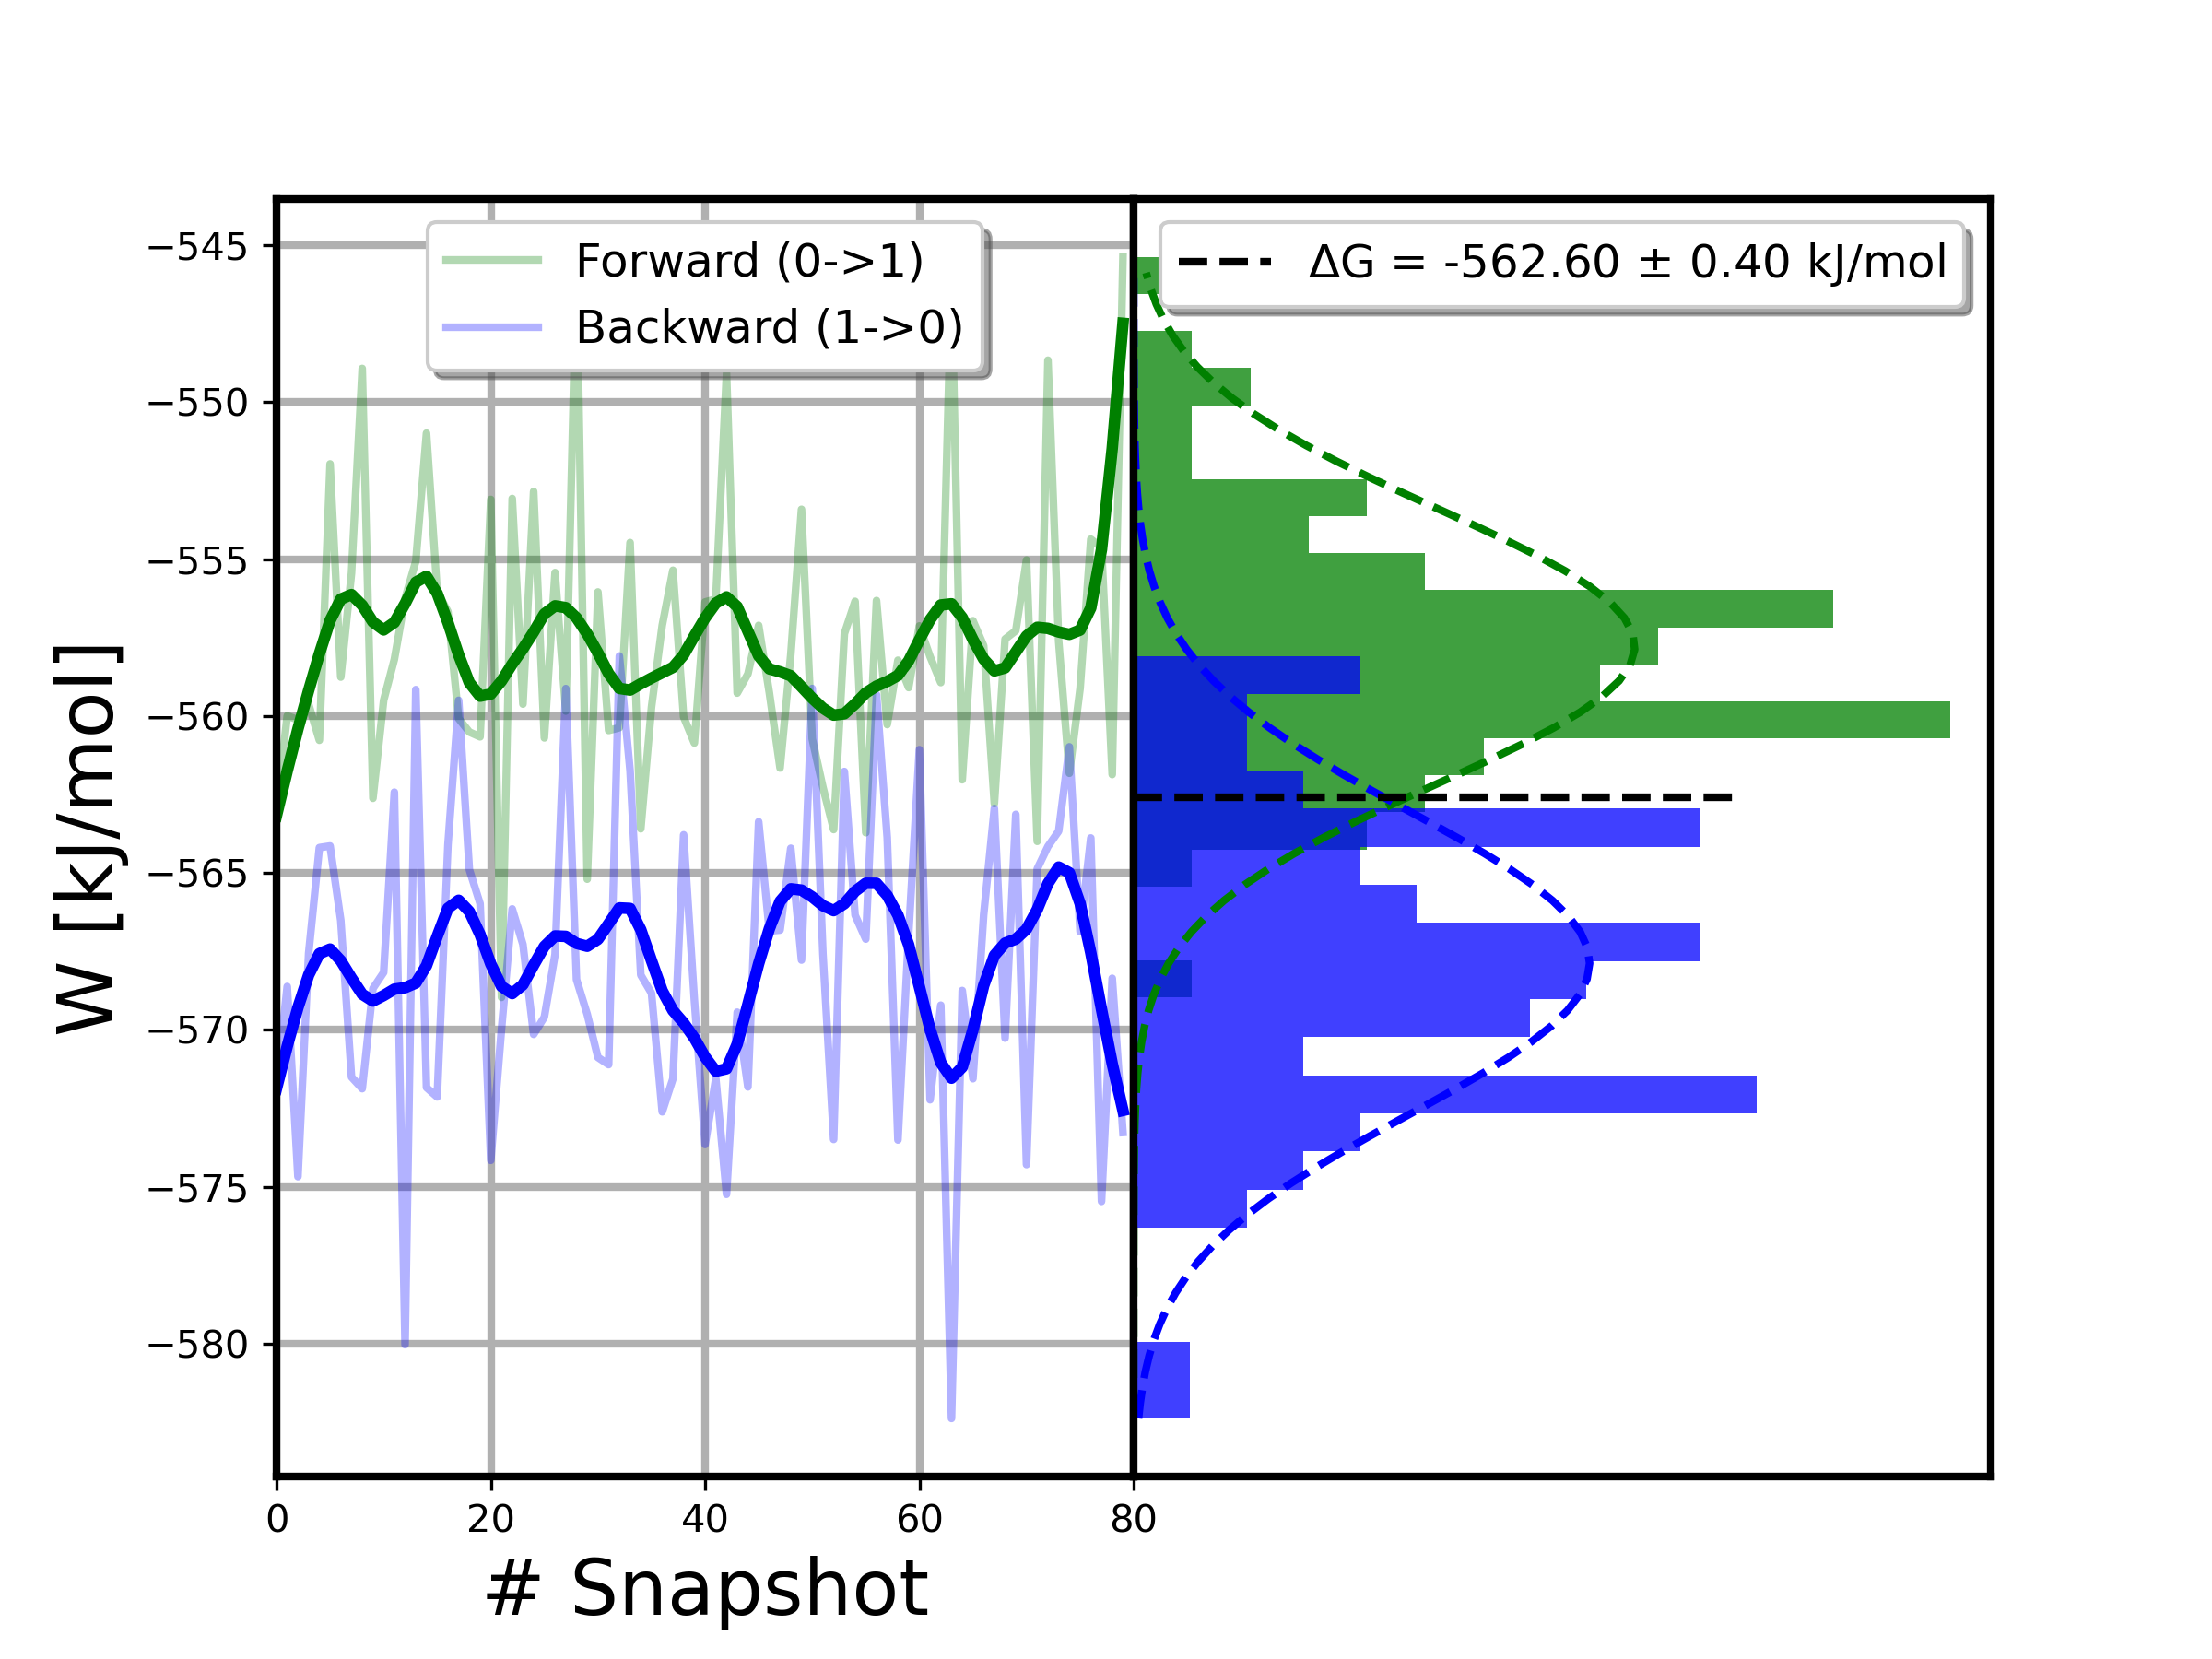 Forward (0->1)
Backward (1->0)
ΔG = -562.60 ± 0.40 kJ/mol
W [kJ/mol]
−545
−550
−555
−560
−565
−570
−575
−580
0 20 40 60 80
# Snapshot